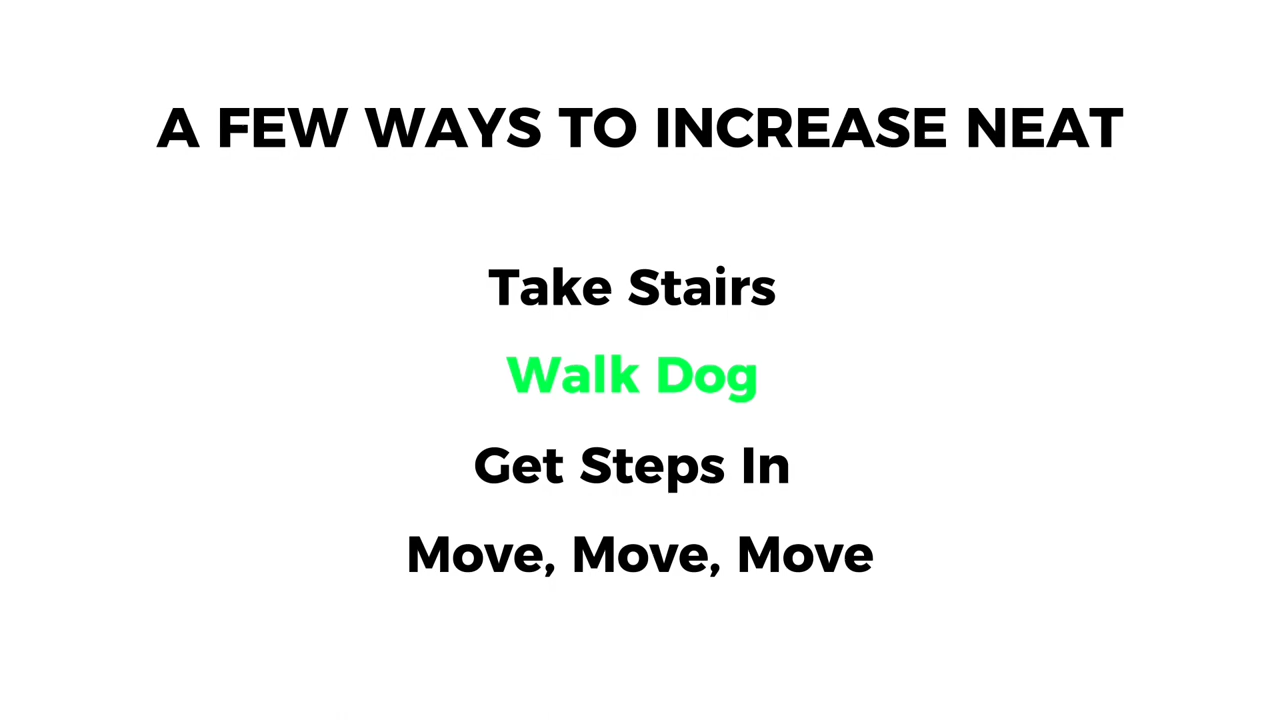 A FEW WAYS TO INCREASE NEAT
Take Stairs
Walk Dog
Get Steps In
Move, Move, Move